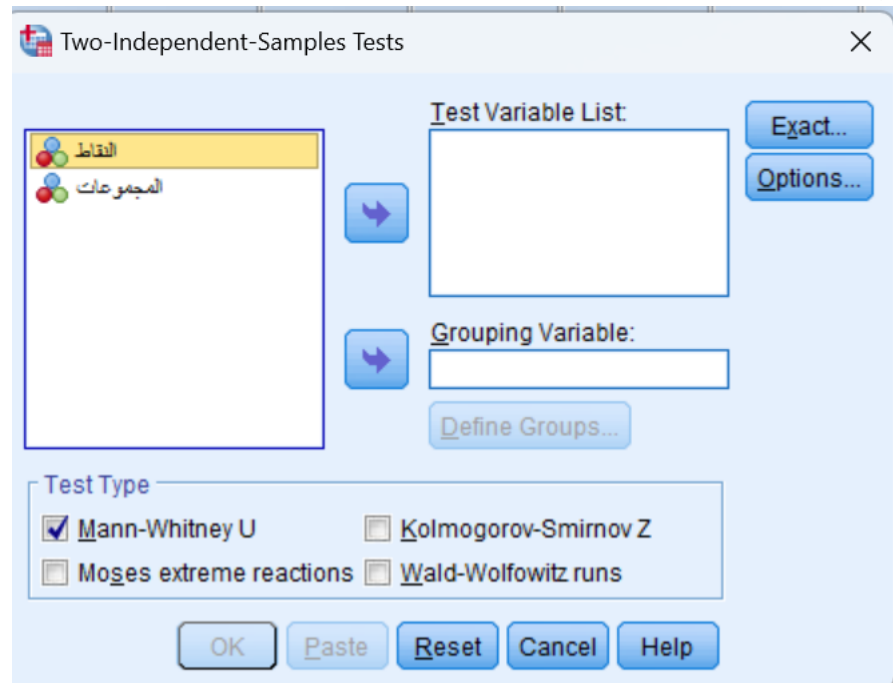 Two-Independent-Samples Tests
Test Variable List:
Exact...
Options...
النقاط
المجموعات
Grouping Variable:
Define Groups...
Test Type
Mann-Whitney U
Kolmogorov-Smirnov Z
Moses extreme reactions
Wald-Wolfowitz runs
OK
Paste
Reset
Cancel
Help